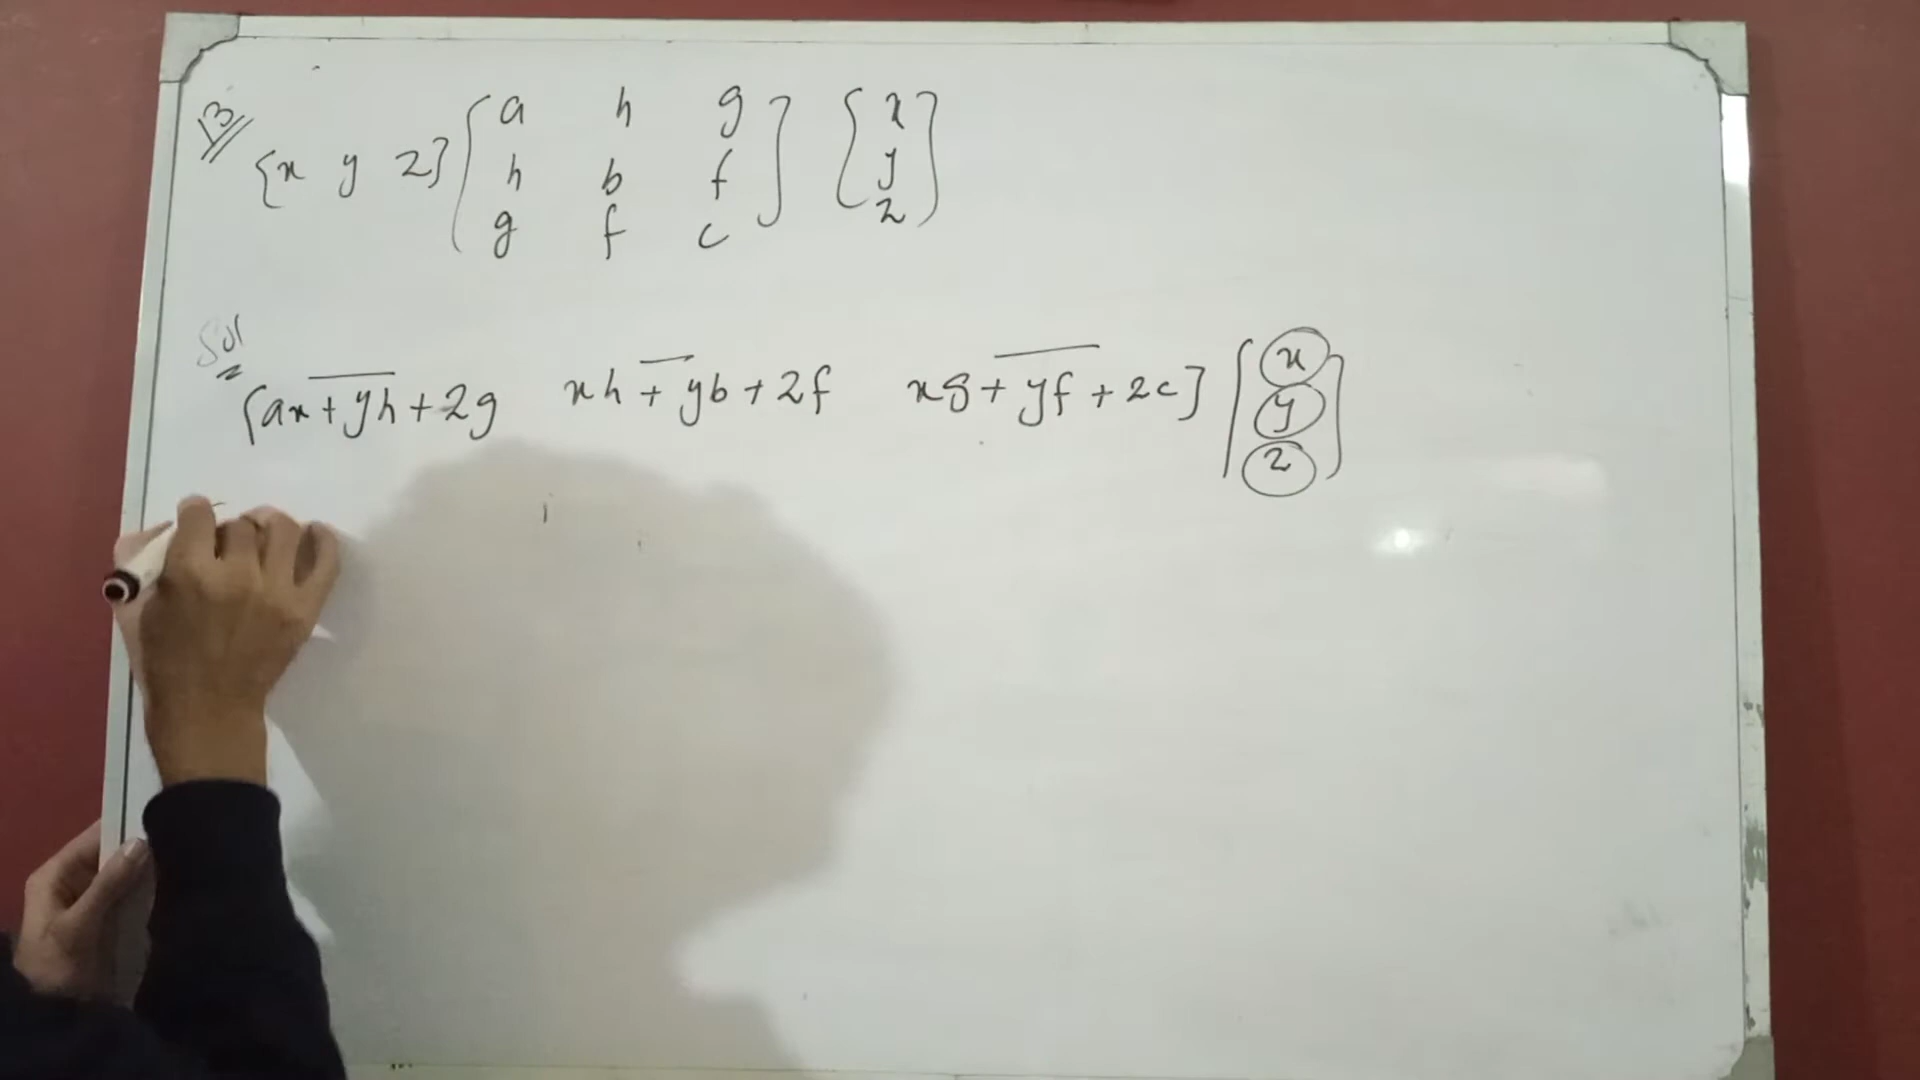 13
[x y z] [a h g] [x]
[h b f] [y]
[g f c] [z]
Sol
[ax + yh + zg xh + yb + zf xg + yf + zc] [x]
[y]
[z]